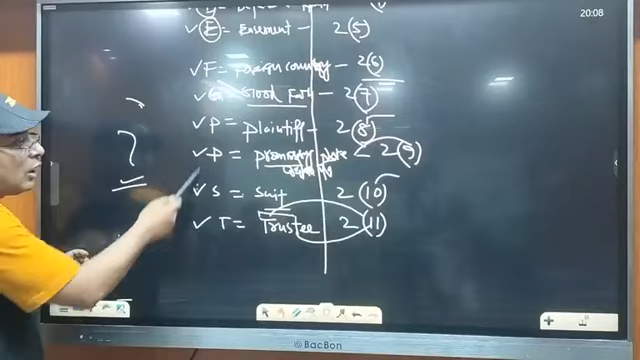 20:08
✓ E = Easement – 2(5)
✓ F = Foreign country – 2(6)
✓ G = Good Faith – 2(7)
✓ P = plaintiff – 2(8)
✓ P = promissory Note 2(9)
✓ S = Suit 2(10)
✓ T = Trustee 2(11)
?
BacBon